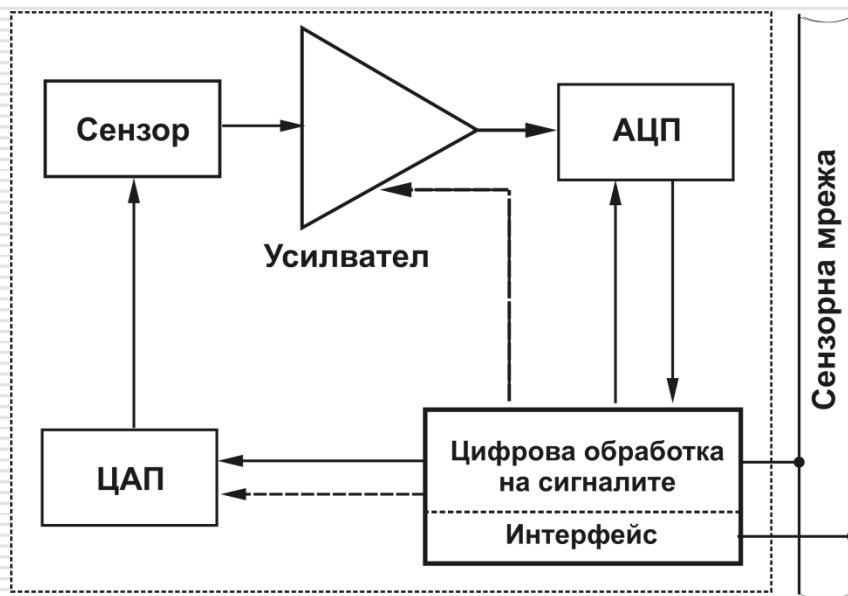 Сензор
АЦП
Усилвател
Сензорна мрежа
ЦАП
Цифрова обработка
на сигналите
Интерфейс